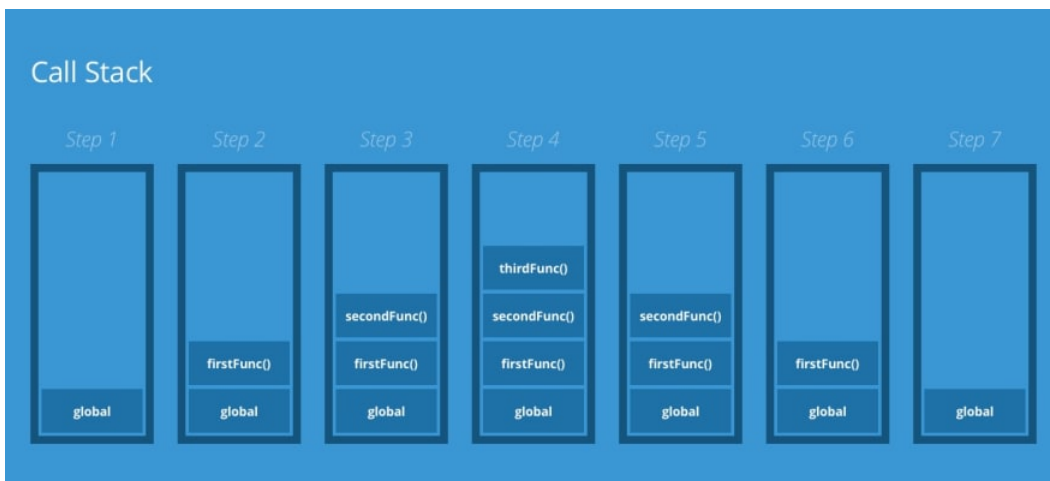 Call Stack
Step 1 Step 2 Step 3 Step 4 Step 5 Step 6 Step 7
thirdFunc()
secondFunc() secondFunc() secondFunc()
firstFunc() firstFunc() firstFunc() firstFunc() firstFunc()
global global global global global global global